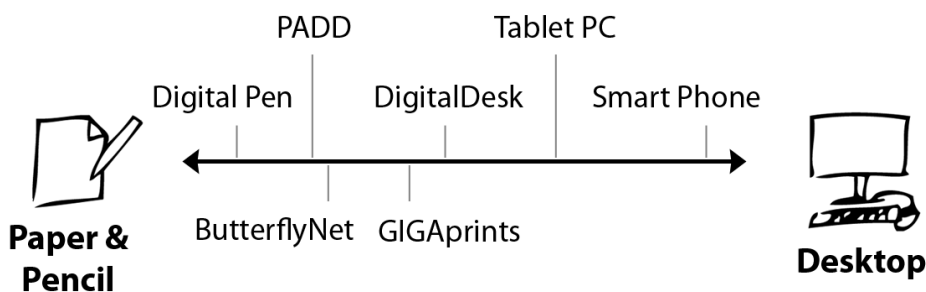 PADD
Tablet PC
Digital Pen
DigitalDesk
Smart Phone
ButterflyNet
GIGAprints
Paper &
Pencil
Desktop